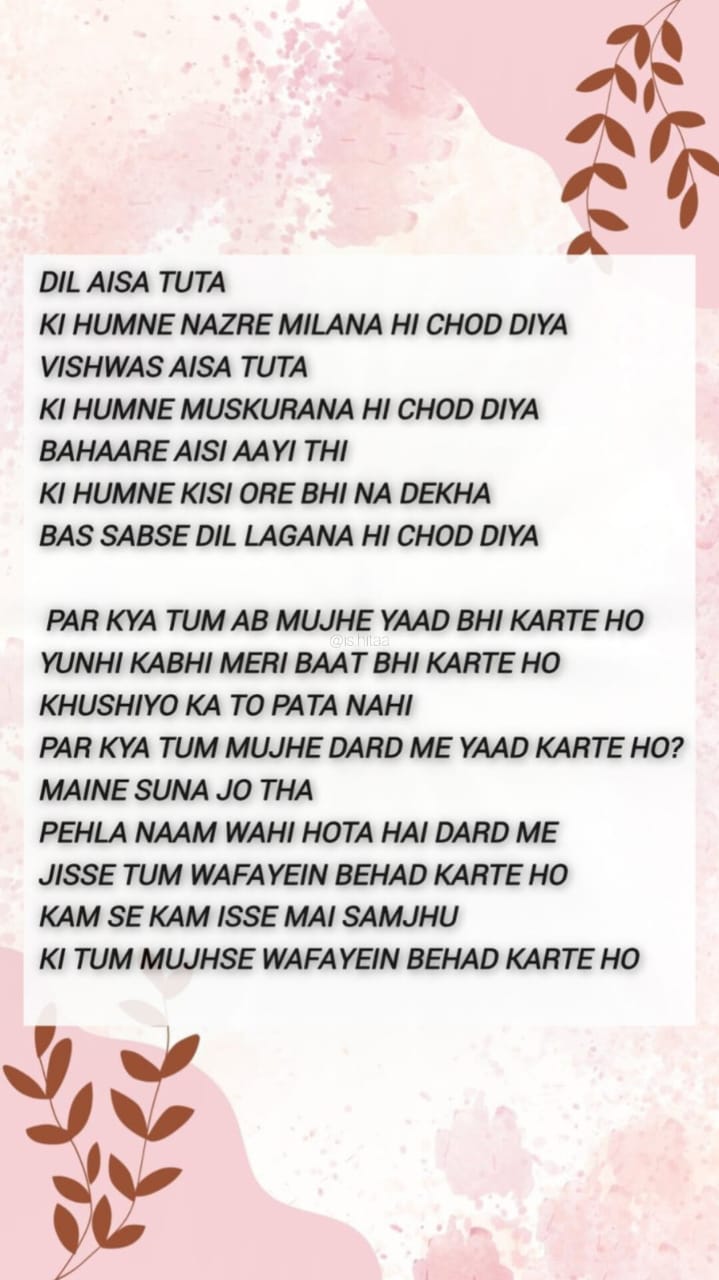 DIL AISA TUTA
KI HUMNE NAZRE MILANA HI CHOD DIYA
VISHWAS AISA TUTA
KI HUMNE MUSKURANA HI CHOD DIYA
BAHAARE AISI AAYI THI
KI HUMNE KISI ORE BHI NA DEKHA
BAS SABSE DIL LAGANA HI CHOD DIYA
PAR KYA TUM AB MUJHE YAAD BHI KARTE HO
@ishitaa
YUNHI KABHI MERI BAAT BHI KARTE HO
KHUSHIYO KA TO PATA NAHI
PAR KYA TUM MUJHE DARD ME YAAD KARTE HO?
MAINE SUNA JO THA
PEHLA NAAM WAHI HOTA HAI DARD ME
JISSE TUM WAFAYEIN BEHAD KARTE HO
KAM SE KAM ISSE MAI SAMJHU
KI TUM MUJHSE WAFAYEIN BEHAD KARTE HO